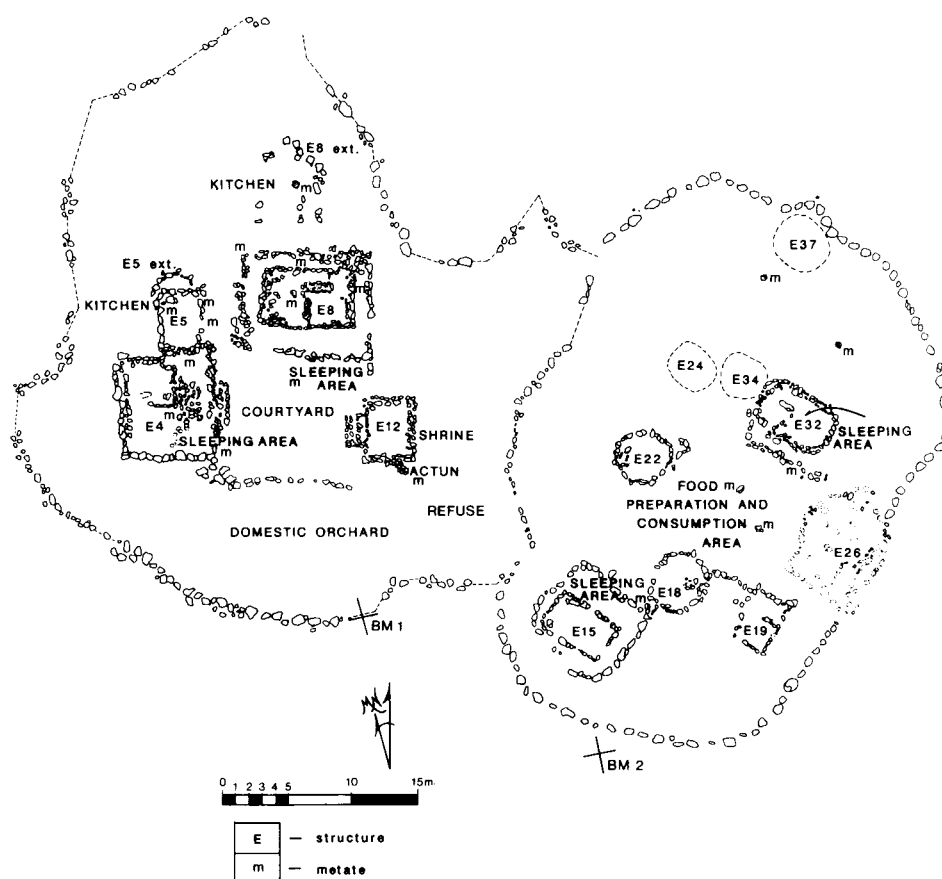 E8 ext.
KITCHEN m
m
m
m
E5 ext.
KITCHEN m m
m
E5 m
m
E8
m
SLEEPING
m AREA
m
E4
COURTYARD
SLEEPING AREA
m
E12 SHRINE
ACTUN
m
REFUSE
DOMESTIC ORCHARD
BM 1
E37
m
m
E24
E34
E32
SLEEPING
AREA
m
E22
FOOD m
PREPARATION AND
CONSUMPTION m
AREA
E26
SLEEPING
AREA m
E18
E15
E19
BM 2
0 1 2 3 4 5 10 15m.
E — structure
m — metate